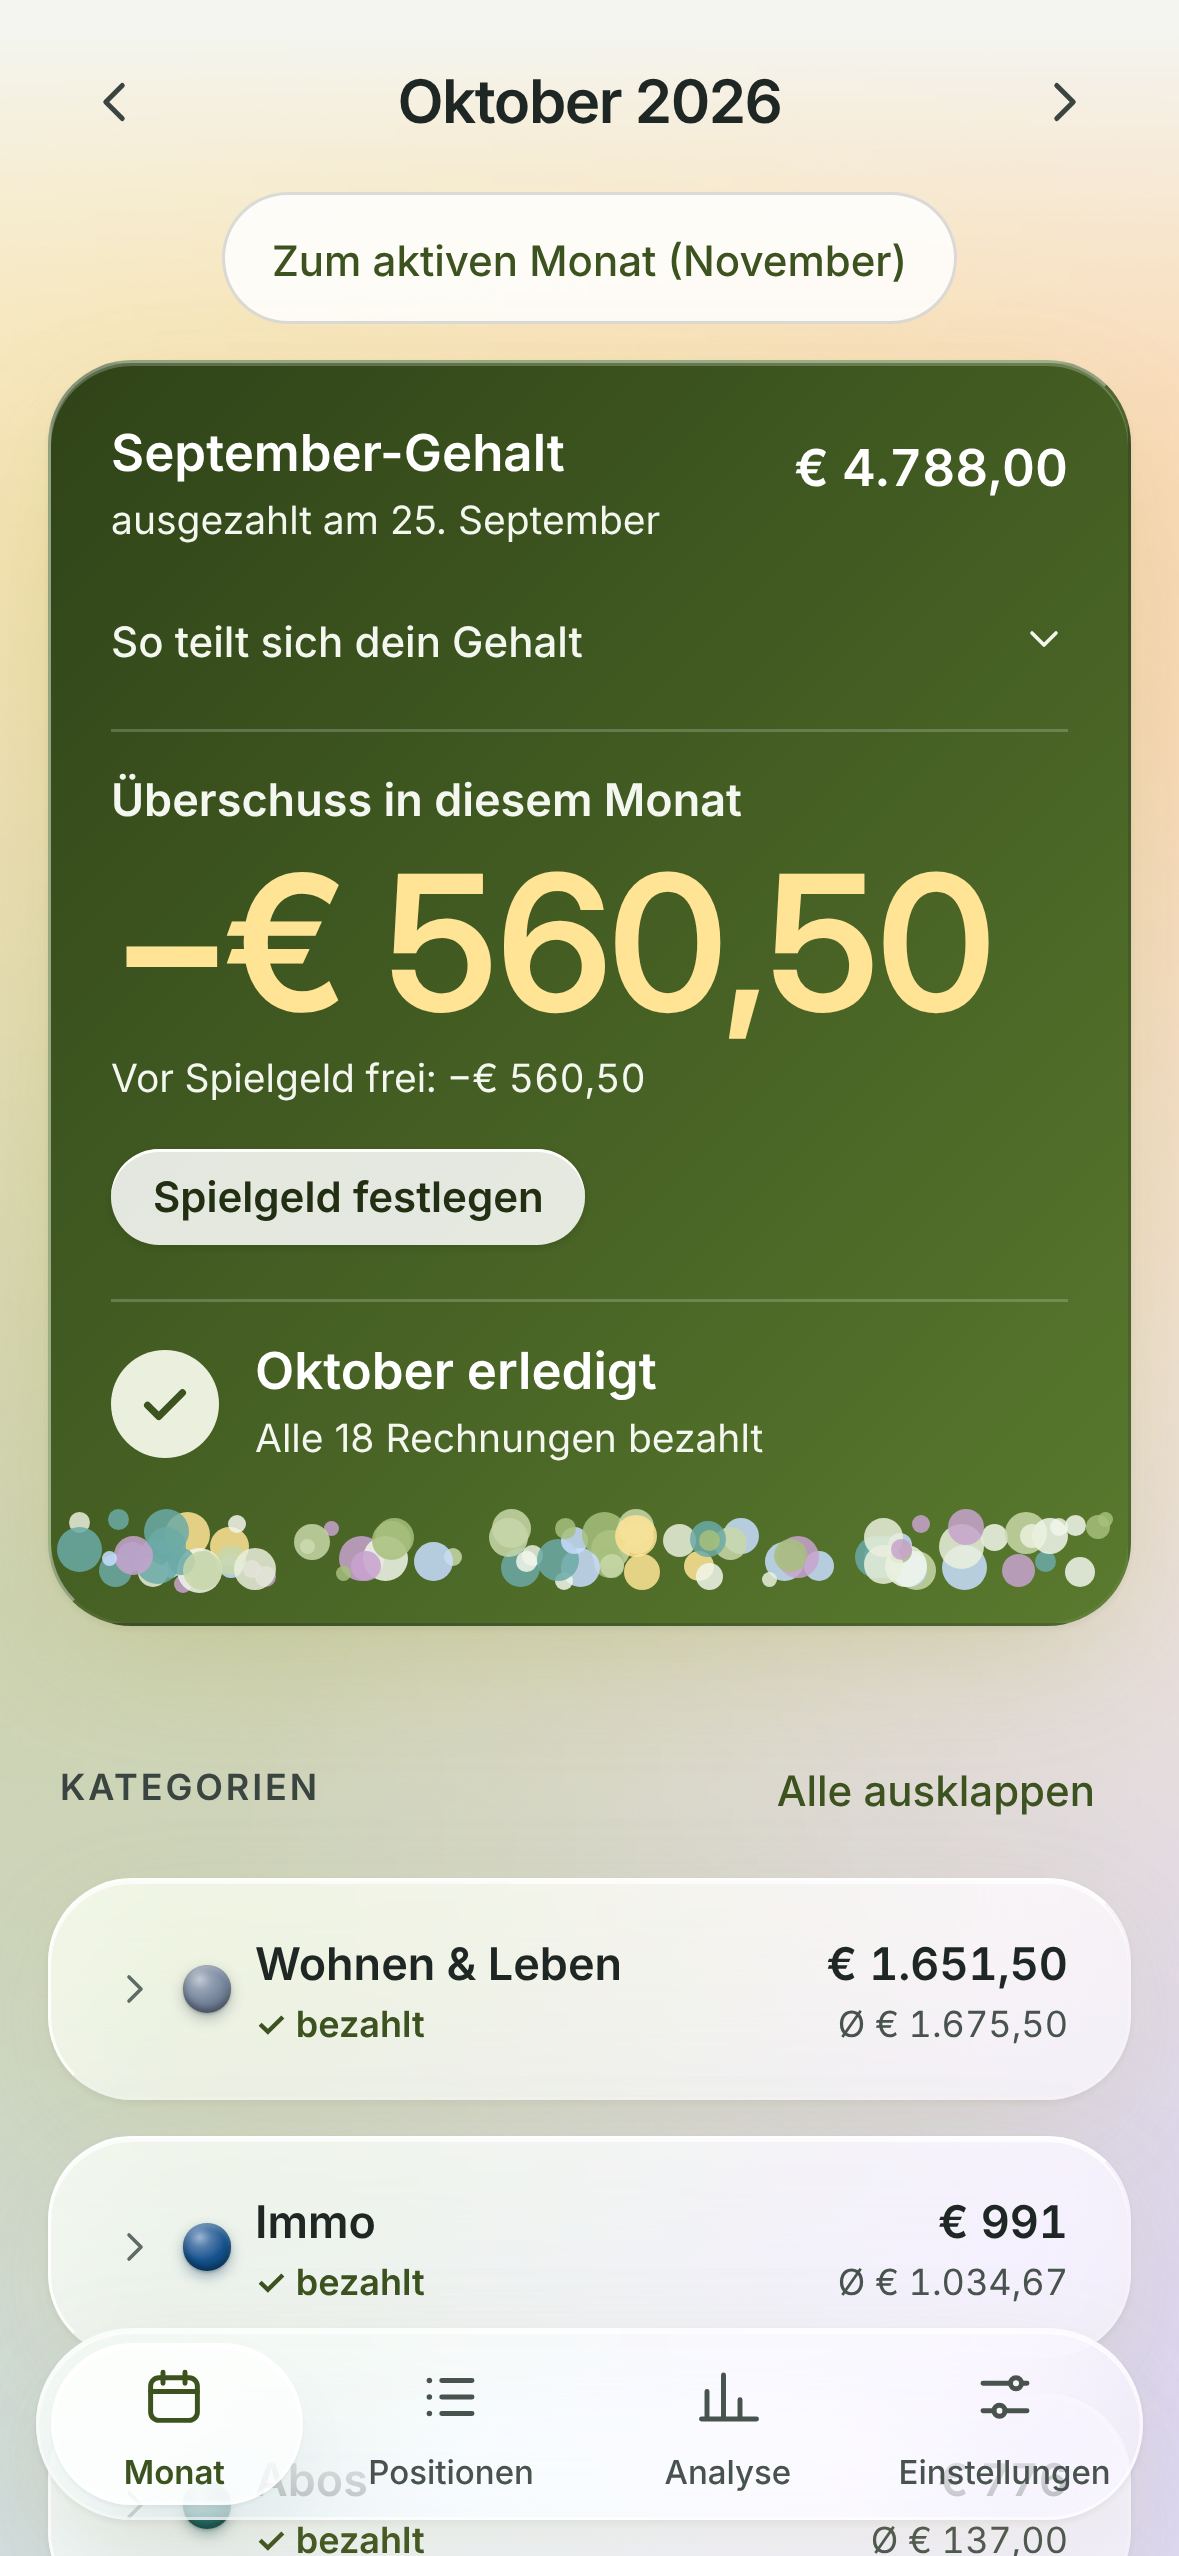 Oktober 2026
Zum aktiven Monat (November)
September-Gehalt
€ 4.788,00
ausgezahlt am 25. September
So teilt sich dein Gehalt
Überschuss in diesem Monat
−€ 560,50
Vor Spielgeld frei: −€ 560,50
Spielgeld festlegen
Oktober erledigt
Alle 18 Rechnungen bezahlt
KATEGORIEN
Alle ausklappen
Wohnen & Leben
€ 1.651,50
✓ bezahlt
Ø € 1.675,50
Immo
€ 991
✓ bezahlt
Ø € 1.034,67
Abos
€ 776
Monat
Positionen
Analyse
Einstellungen
✓ bezahlt
Ø € 137,00